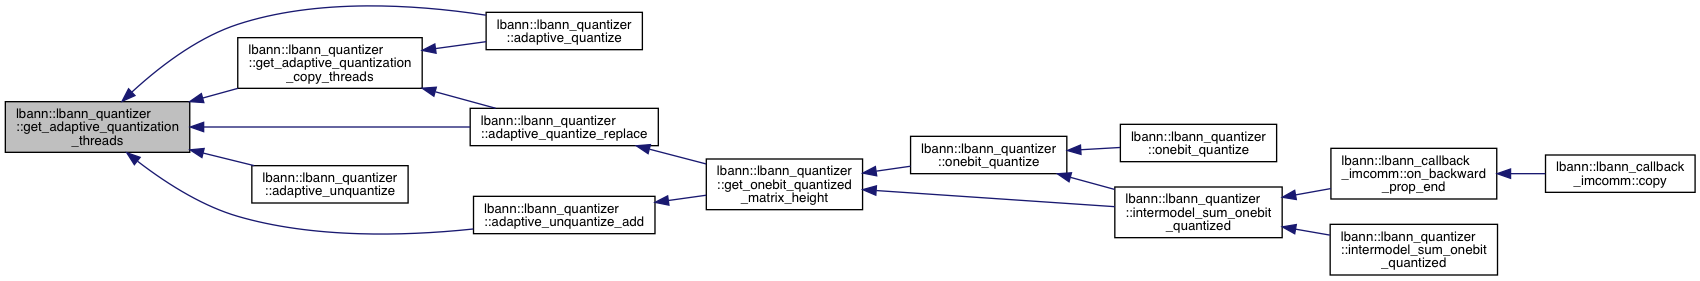 lbann::lbann_quantizer
::get_adaptive_quantization
_threads
lbann::lbann_quantizer
::get_adaptive_quantization
_copy_threads
lbann::lbann_quantizer
::adaptive_quantize
lbann::lbann_quantizer
::adaptive_quantize_replace
lbann::lbann_quantizer
::adaptive_unquantize
lbann::lbann_quantizer
::adaptive_unquantize_add
lbann::lbann_quantizer
::get_onebit_quantized
_matrix_height
lbann::lbann_quantizer
::onebit_quantize
lbann::lbann_quantizer
::onebit_quantize
lbann::lbann_quantizer
::intermodel_sum_onebit
_quantized
lbann::lbann_callback
_imcomm::on_backward
_prop_end
lbann::lbann_quantizer
::intermodel_sum_onebit
_quantized
lbann::lbann_callback
_imcomm::copy